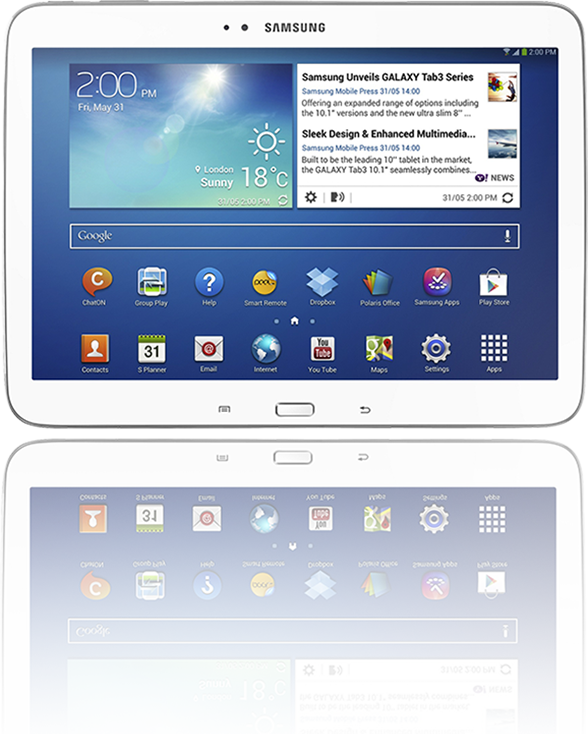 SAMSUNG
2:00 PM
2:00 PM
Fri, May 31
London
Sunny 18°C
31/05 2:00 PM
Samsung Unveils GALAXY Tab3 Series
Samsung Mobile Press 31/05 14:00
Offering an expanded range of options including
the 10.1" versions and the new ultra slim 8" ...
Sleek Design & Enhanced Multimedia...
Samsung Mobile Press 31/05 14:00
Built to be the leading 10" tablet in the market,
the GALAXY Tab3 10.1" seamlessly combines...
Y! NEWS
31/05 2:00 PM
Google
ChatON Group Play Help Smart Remote Dropbox Polaris Office Samsung Apps Play Store
31
Contacts S Planner Email Internet You Tube Maps Settings Apps